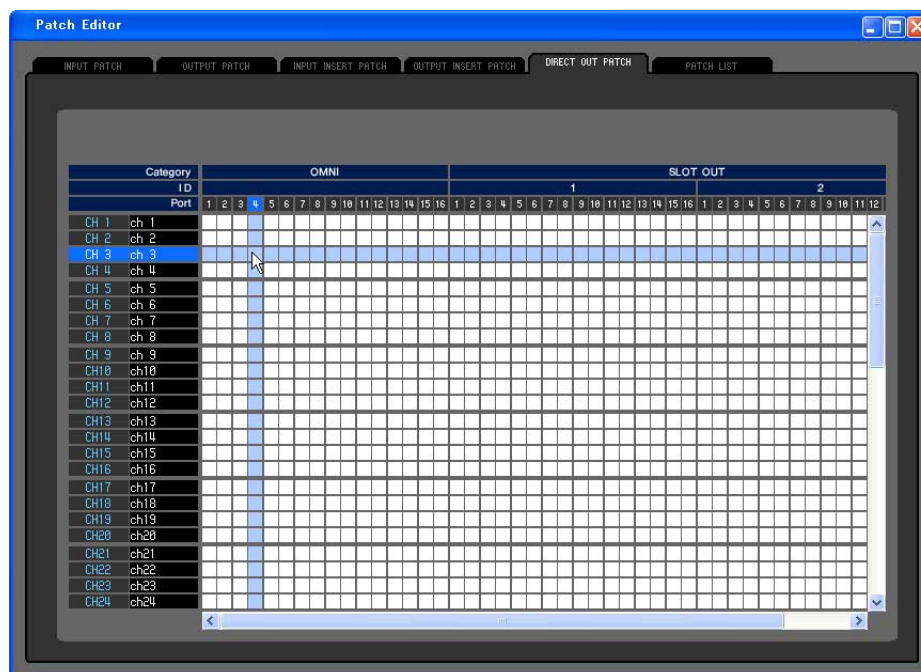 Patch Editor
INPUT PATCH OUTPUT PATCH INPUT INSERT PATCH OUTPUT INSERT PATCH DIRECT OUT PATCH PATCH LIST
Category OMNI SLOT OUT
ID 1 2
Port 1 2 3 4 5 6 7 8 9 10 11 12 13 14 15 16 1 2 3 4 5 6 7 8 9 10 11 12 13 14 15 16 1 2 3 4 5 6 7 8 9 10 11 12
CH 1 ch 1
CH 2 ch 2
CH 3 ch 3
CH 4 ch 4
CH 5 ch 5
CH 6 ch 6
CH 7 ch 7
CH 8 ch 8
CH 9 ch 9
CH10 ch10
CH11 ch11
CH12 ch12
CH13 ch13
CH14 ch14
CH15 ch15
CH16 ch16
CH17 ch17
CH18 ch18
CH19 ch19
CH20 ch20
CH21 ch21
CH22 ch22
CH23 ch23
CH24 ch24